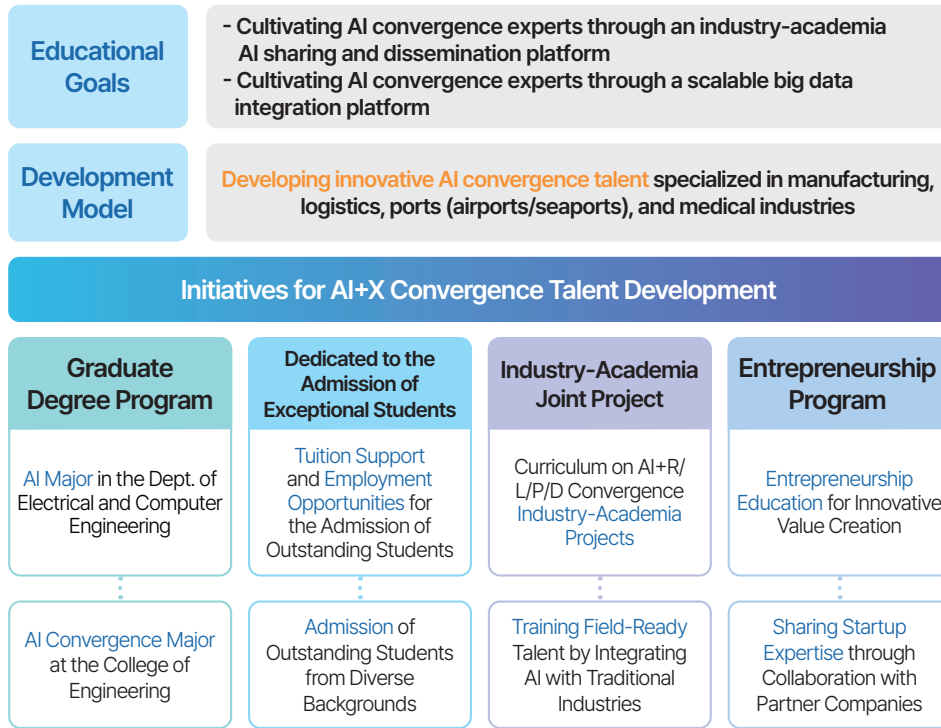 Educational
Goals
- Cultivating AI convergence experts through an industry-academia
AI sharing and dissemination platform
- Cultivating AI convergence experts through a scalable big data
integration platform
Development
Model
Developing innovative AI convergence talent specialized in manufacturing,
logistics, ports (airports/seaports), and medical industries
Initiatives for AI+X Convergence Talent Development
Graduate
Degree Program
AI Major in the Dept. of
Electrical and Computer
Engineering
AI Convergence Major
at the College of
Engineering
Dedicated to the
Admission of
Exceptional Students
Tuition Support
and Employment
Opportunities for
the Admission of
Outstanding Students
Admission of
Outstanding Students
from Diverse
Backgrounds
Industry-Academia
Joint Project
Curriculum on AI+R/
L/P/D Convergence
Industry-Academia
Projects
Training Field-Ready
Talent by Integrating
AI with Traditional
Industries
Entrepreneurship
Program
Entrepreneurship
Education for Innovative
Value Creation
Sharing Startup
Expertise through
Collaboration with
Partner Companies